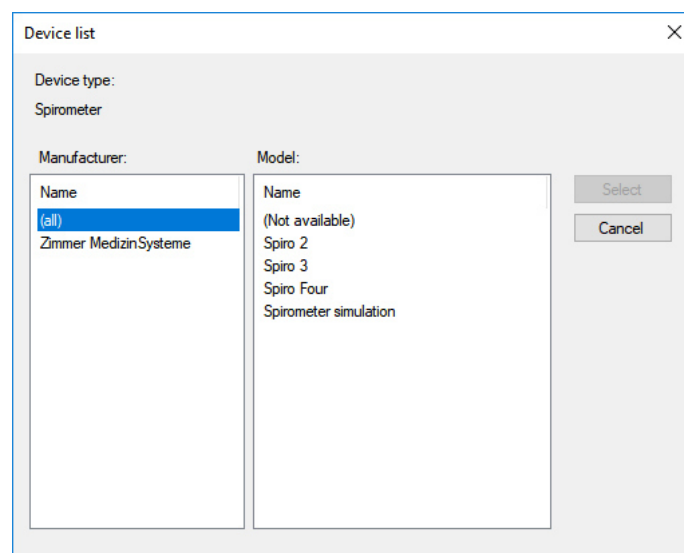 Device list
Device type:
Spirometer
Manufacturer:
Name
(all)
Zimmer MedizinSysteme
Model:
Name
(Not available)
Spiro 2
Spiro 3
Spiro Four
Spirometer simulation
Select
Cancel